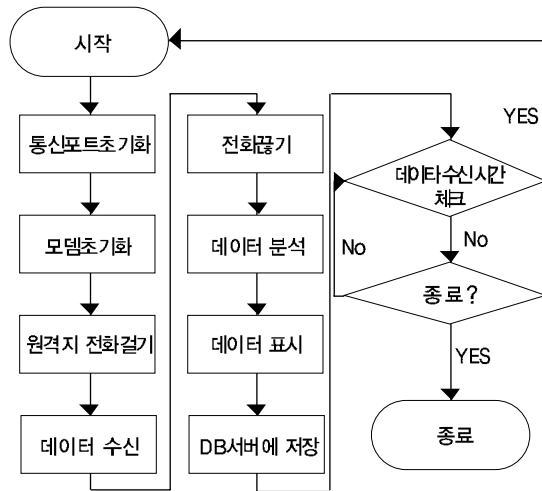 시작
통신포트초기화
모뎀초기화
원격지 전화걸기
데이터 수신
전화끊기
데이터 분석
데이터 표시
DB서버에 저장
YES
데이타수신시간
체크
No
No
종료?
YES
종료